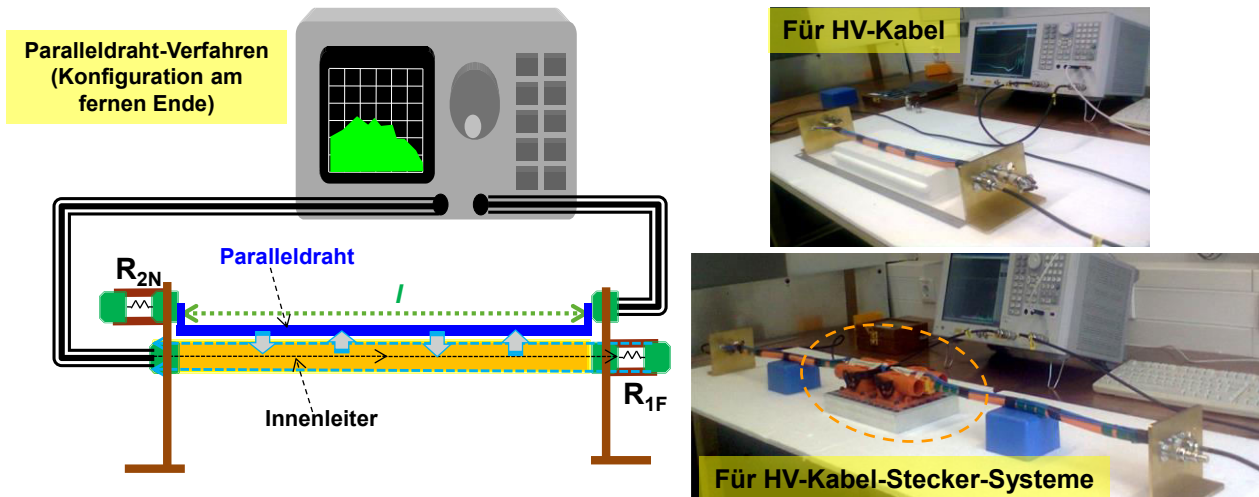 Paralleldraht-Verfahren
(Konfiguration am
fernen Ende)
Für HV-Kabel
Paralleldraht
R2N
l
Innenleiter
R1F
Für HV-Kabel-Stecker-Systeme